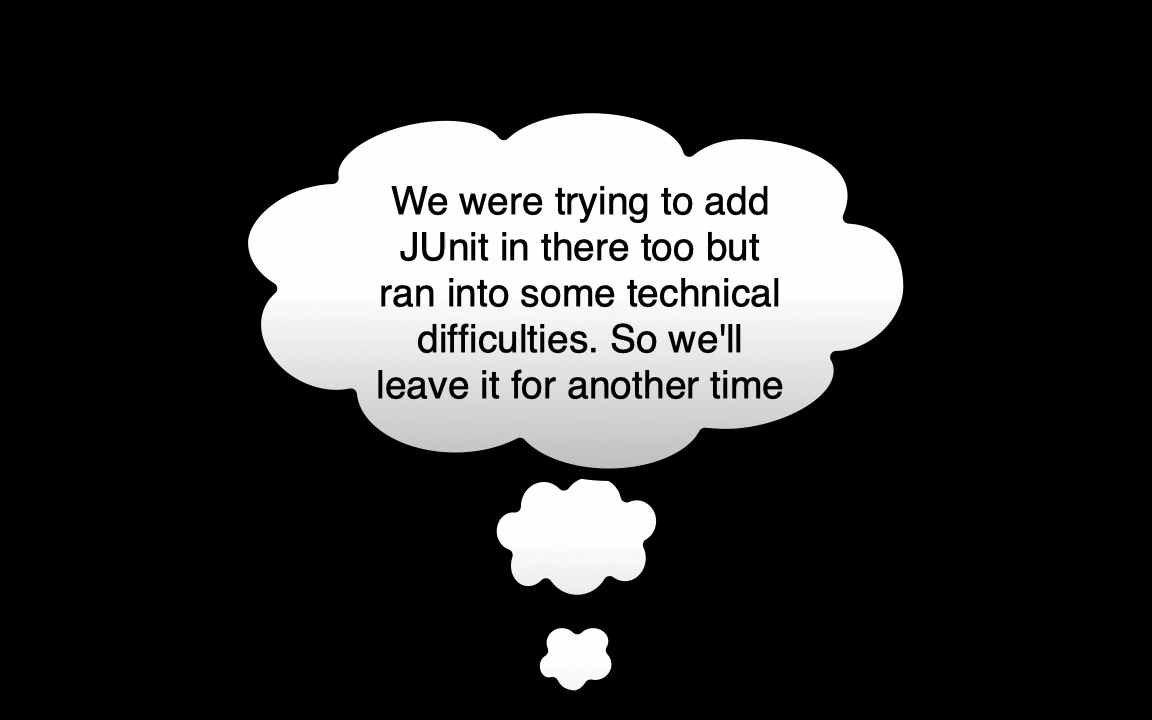 We were trying to add
JUnit in there too but
ran into some technical
difficulties. So we'll
leave it for another time